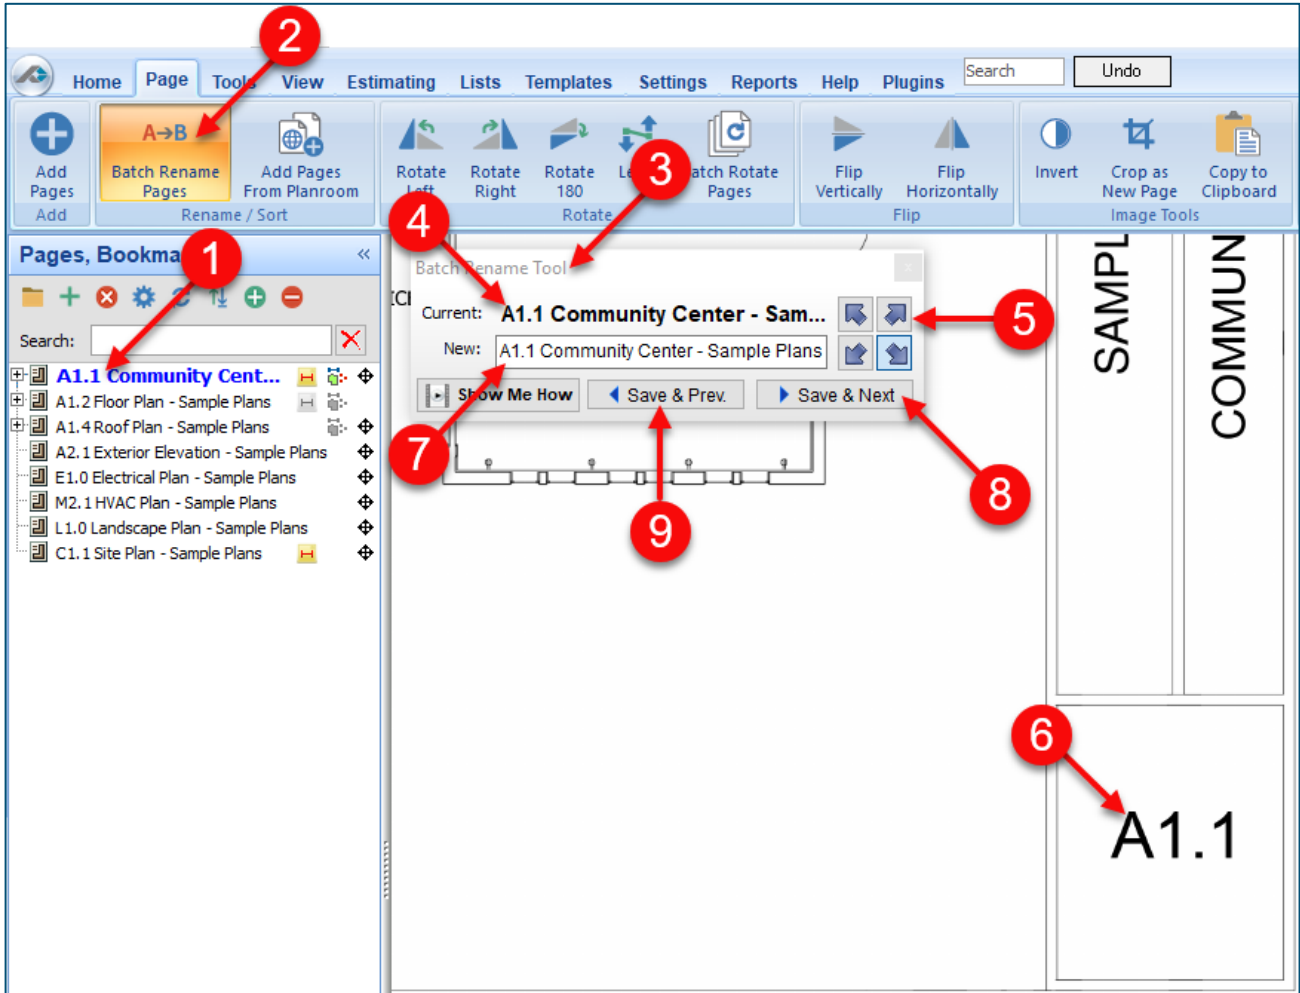 2
Home Page Tools View Estimating Lists Templates Settings Reports Help Plugins Search Undo
A→B
Add Pages
Batch Rename Pages
Add Pages From Planroom
Rotate Left
Rotate Right
Rotate 180
3
Batch Rotate Pages
Flip Vertically
Flip Horizontally
Invert
Crop as New Page
Copy to Clipboard
Add
Rename / Sort
Rotate
Flip
Image Tools
4
Pages,
1
Batch Rename Tool
Current: A1.1 Community Center - Sam...
5
Search:
New: A1.1 Community Center - Sample Plans
Show Me How
Save & Prev.
Save & Next
A1.1 Community Cent...
A1.2 Floor Plan - Sample Plans
A1.4 Roof Plan - Sample Plans
A2.1 Exterior Elevation - Sample Plans
E1.0 Electrical Plan - Sample Plans
M2.1 HVAC Plan - Sample Plans
L1.0 Landscape Plan - Sample Plans
C1.1 Site Plan - Sample Plans
7
8
9
SAMPL
COMMUN
6
A1.1